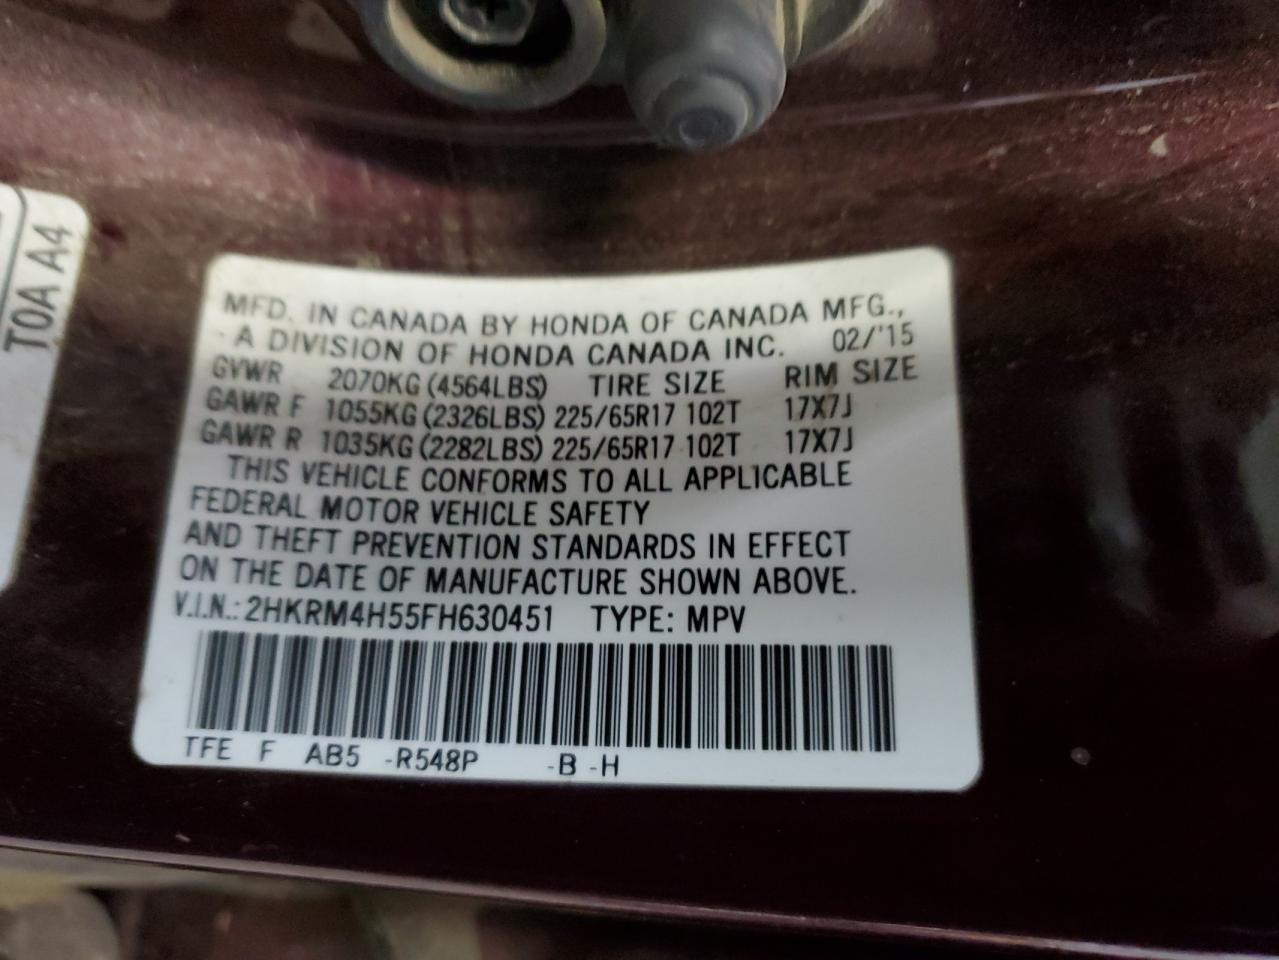 TOA A4
MFD. IN CANADA BY HONDA OF CANADA MFG.,
- A DIVISION OF HONDA CANADA INC. 02/'15
GVWR 2070KG (4564LBS) TIRE SIZE RIM SIZE
GAWR F 1055KG (2326LBS) 225/65R17 102T 17X7J
GAWR R 1035KG (2282LBS) 225/65R17 102T 17X7J
THIS VEHICLE CONFORMS TO ALL APPLICABLE
FEDERAL MOTOR VEHICLE SAFETY
AND THEFT PREVENTION STANDARDS IN EFFECT
ON THE DATE OF MANUFACTURE SHOWN ABOVE.
V.I.N.: 2HKRM4H55FH630451 TYPE: MPV
TFE F AB5 -R548P -B -H